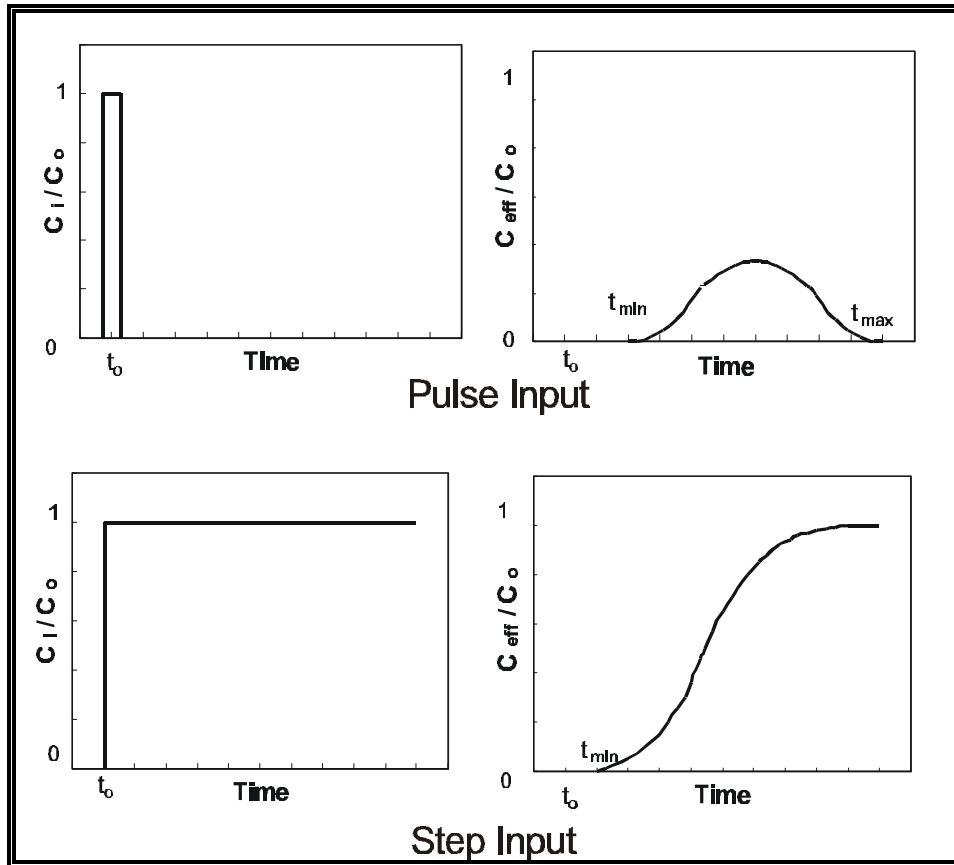 1
C i / C o
0
t o
Time
1
C eff / C o
0
t min
t max
t o
Time
Pulse Input
1
C i / C o
0
t o
Time
1
C eff / C o
0
t min
t o
Time
Step Input